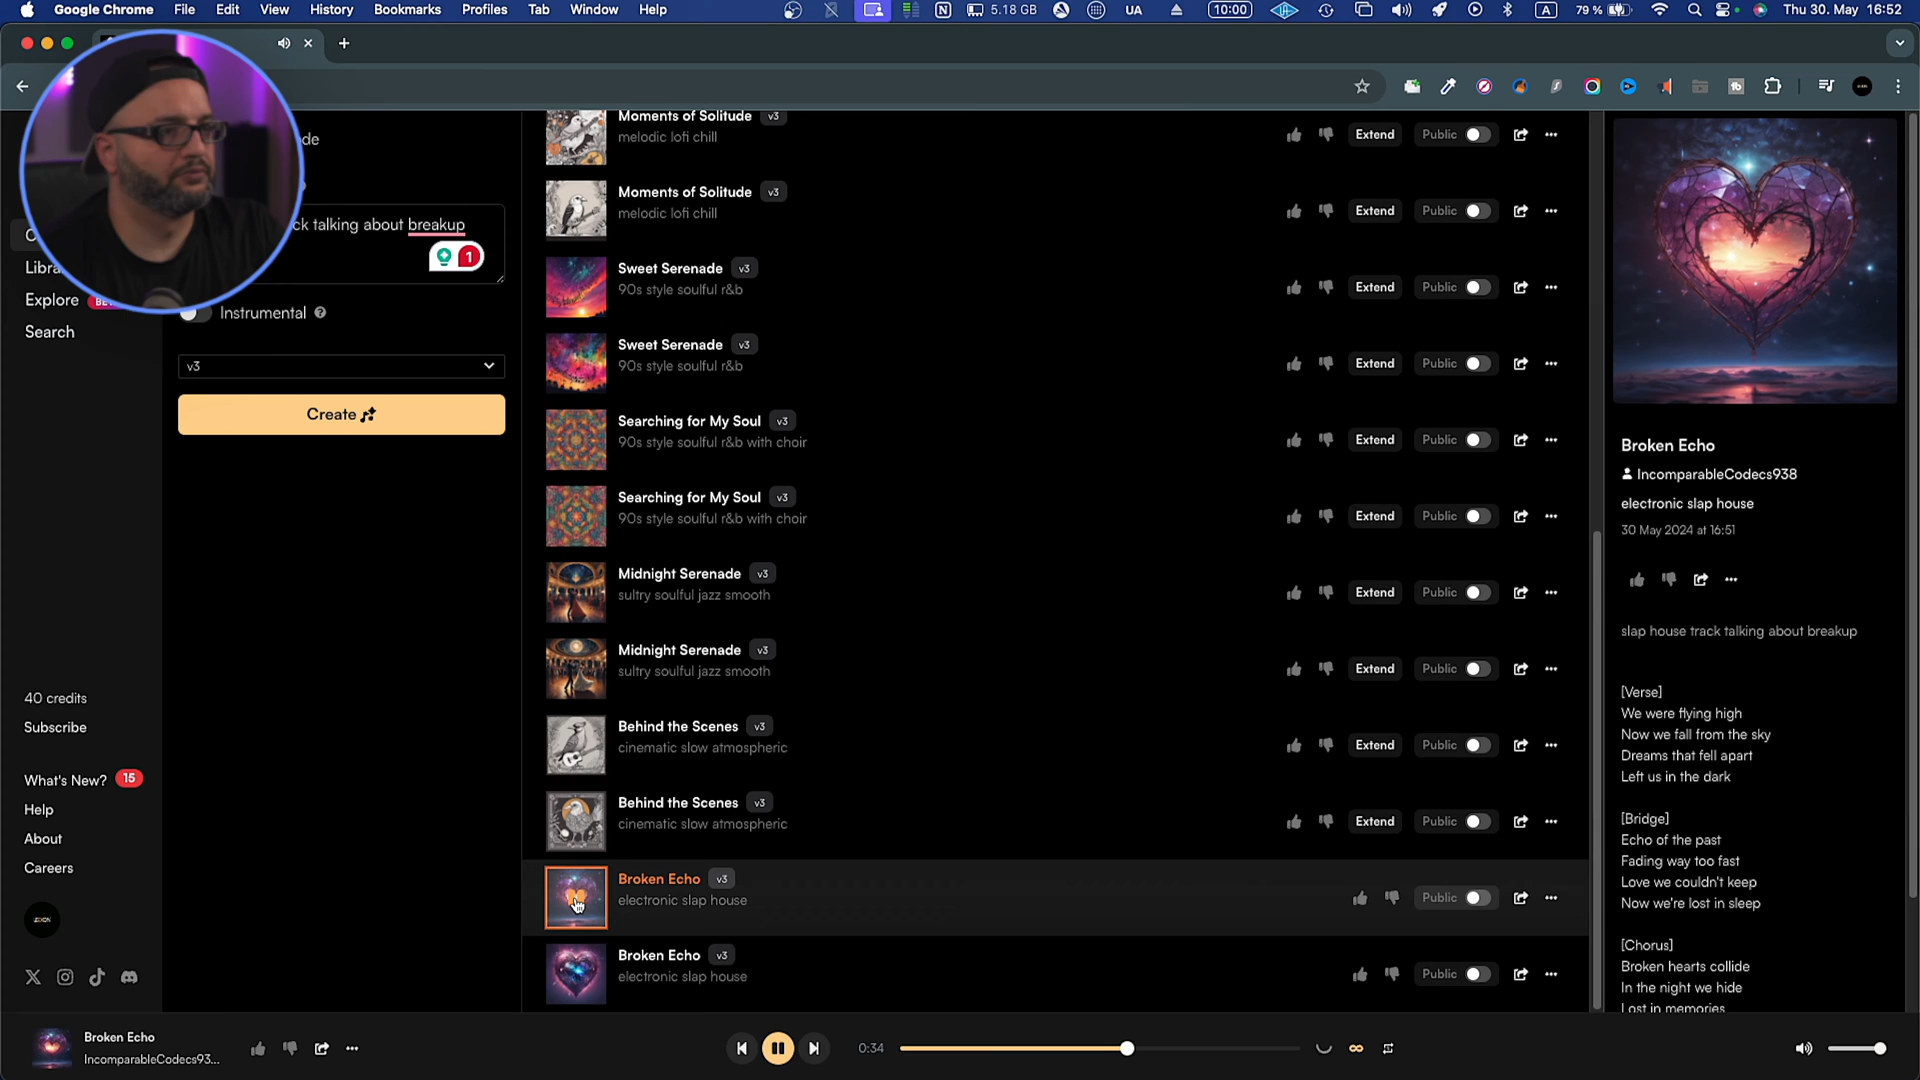 Google Chrome File Edit View History Bookmarks Profiles Tab Window Help
5.18 GB UA 10:00 A 79 % Thu 30. May 16:52
de
ck talking about breakup
1
Explore
Search
Instrumental
v3
Create
40 credits
Subscribe
What's New? 15
Help
About
Careers
Moments of Solitude v3
melodic lofi chill
Extend Public
Moments of Solitude v3
melodic lofi chill
Extend Public
Sweet Serenade v3
90s style soulful r&b
Extend Public
Sweet Serenade v3
90s style soulful r&b
Extend Public
Searching for My Soul v3
90s style soulful r&b with choir
Extend Public
Searching for My Soul v3
90s style soulful r&b with choir
Extend Public
Midnight Serenade v3
sultry soulful jazz smooth
Extend Public
Midnight Serenade v3
sultry soulful jazz smooth
Extend Public
Behind the Scenes v3
cinematic slow atmospheric
Extend Public
Behind the Scenes v3
cinematic slow atmospheric
Extend Public
Broken Echo v3
electronic slap house
Public
Broken Echo v3
electronic slap house
Public
Broken Echo
IncomparableCodecs938
electronic slap house
30 May 2024 at 16:51
slap house track talking about breakup
[Verse]
We were flying high
Now we fall from the sky
Dreams that fell apart
Left us in the dark
[Bridge]
Echo of the past
Fading way too fast
Love we couldn't keep
Now we're lost in sleep
[Chorus]
Broken hearts collide
In the night we hide
Lost in memories
Broken Echo
IncomparableCodecs93...
0:34